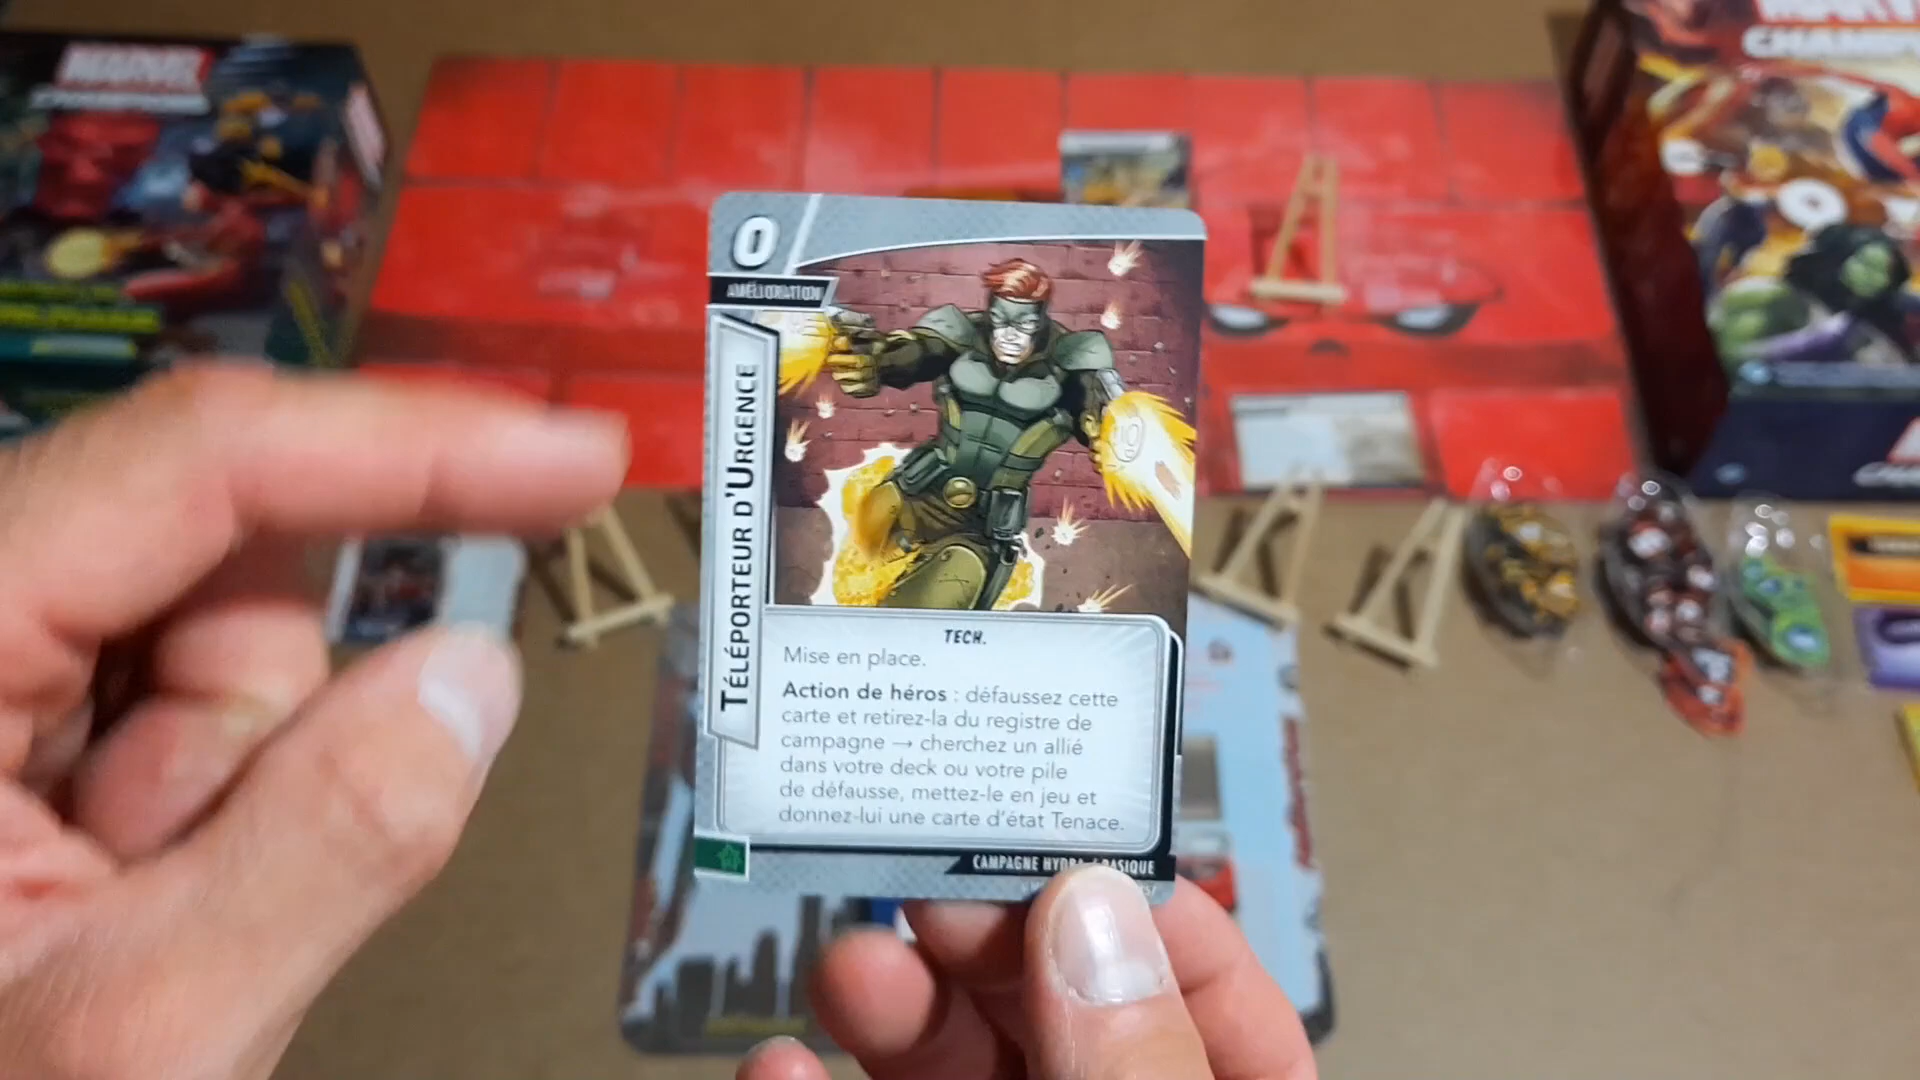 MARVEL
CHAMPIONS
0
AMÉLIORATION
TÉLÉPORTEUR D'URGENCE
TECH.
Mise en place.
Action de héros : défaussez cette
carte et retirez-la du registre de
campagne → cherchez un allié
dans votre deck ou votre pile
de défausse, mettez-le en jeu et
donnez-lui une carte d'état Tenace.
CAMPAGNE HYDRA / BASIQUE